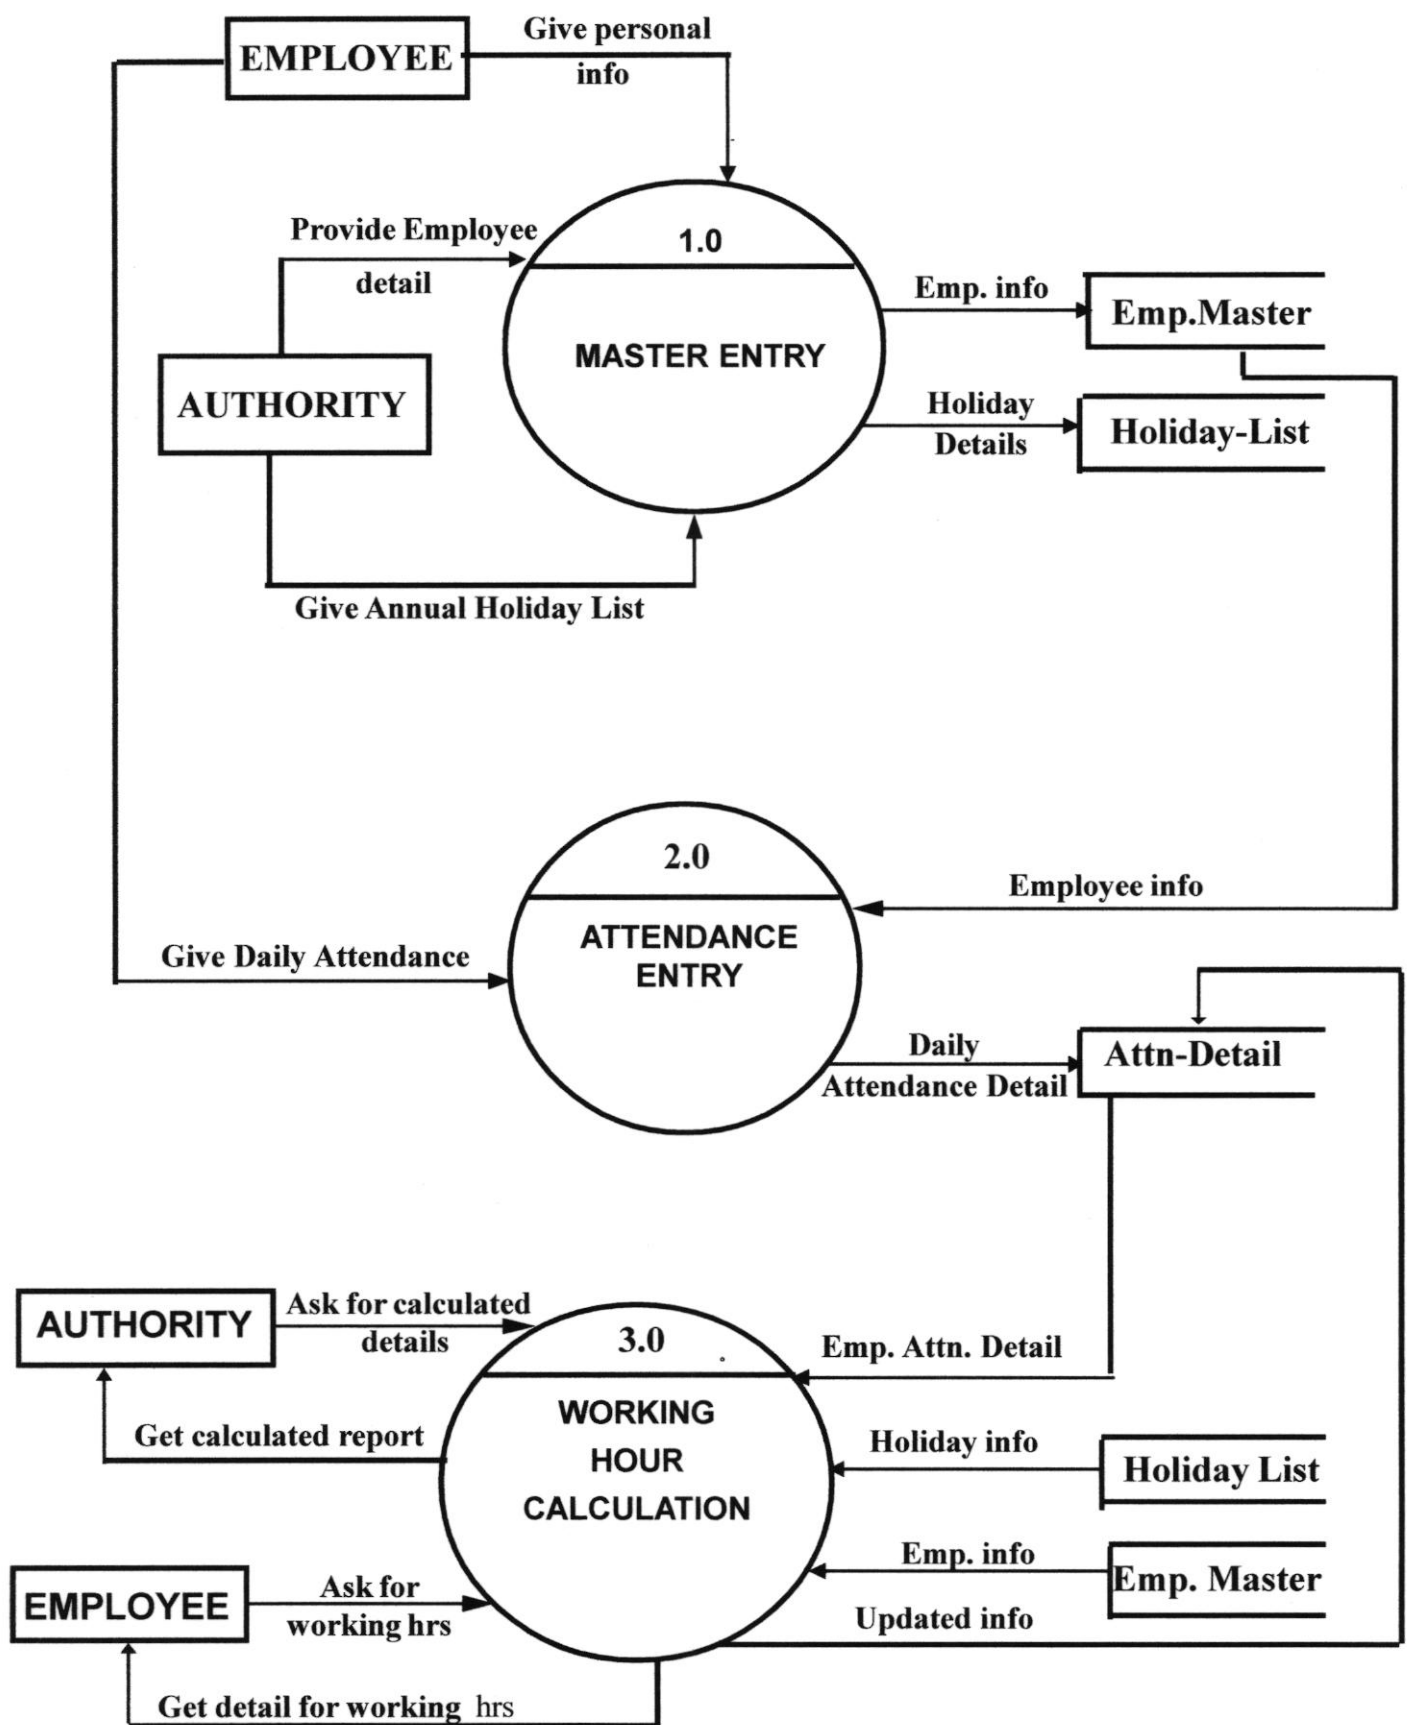 Give personal
EMPLOYEE
info
Provide Employee
1.0
detail
Emp. info
Emp.Master
MASTER ENTRY
AUTHORITY
Holiday
Holiday-List
Details
Give Annual Holiday List
2.0
Employee info
ATTENDANCE
ENTRY
Give Daily Attendance
Daily
Attn-Detail
Attendance Detail
AUTHORITY
Ask for calculated
details
3.0
Emp. Attn. Detail
WORKING
HOUR
CALCULATION
Get calculated report
Holiday info
Holiday List
Emp. info
Emp. Master
EMPLOYEE
Ask for
working hrs
Updated info
Get detail for working hrs